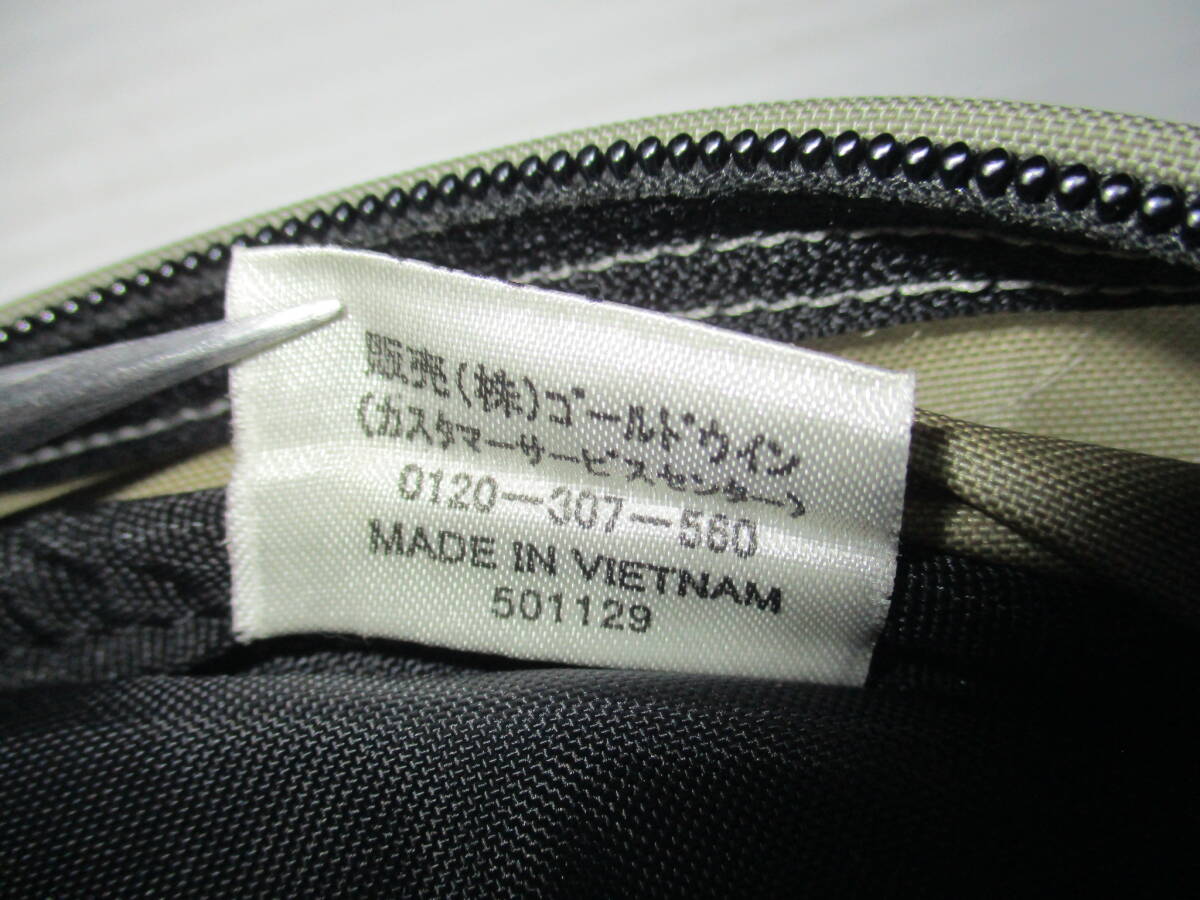 販売(株)ゴールドウイン
(カスタマーサービスセンター)
0120-307-560
MADE IN VIETNAM
501129